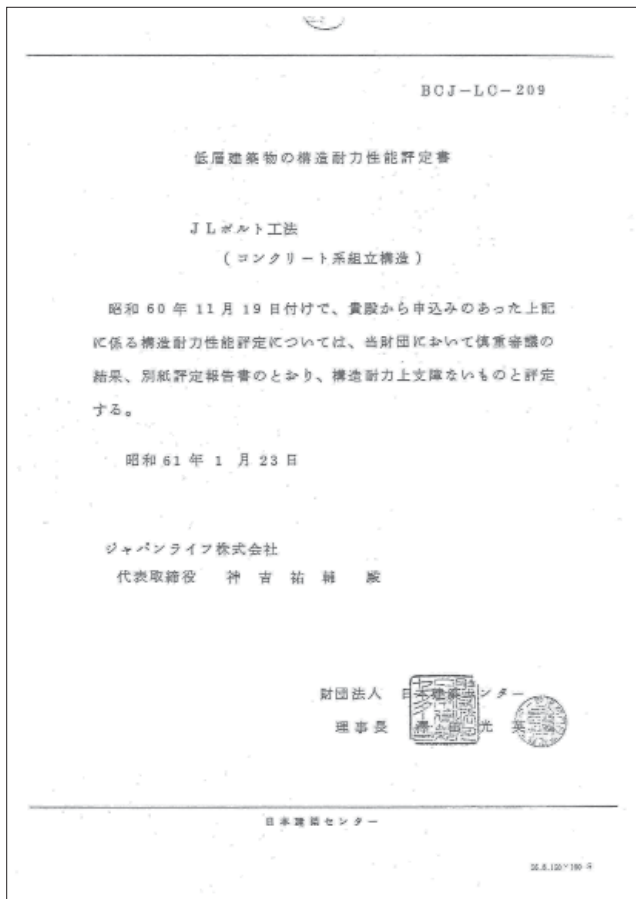 BCJ-LC-209
低層建築物の構造耐力性能評定書
JLボルト工法
(コンクリート系組立構造)
昭和60年11月19日付けで、貴殿から申込みのあった上記
に係る構造耐力性能評定については、当財団において慎重審議の
結果、別紙評定報告書のとおり、構造耐力上支障ないものと評定
する。
昭和61年1月23日
ジャパンライフ株式会社
代表取締役 神吉祐輔 殿
財団法人 日本建築センター
理事長 澤田光英
日本建築センター